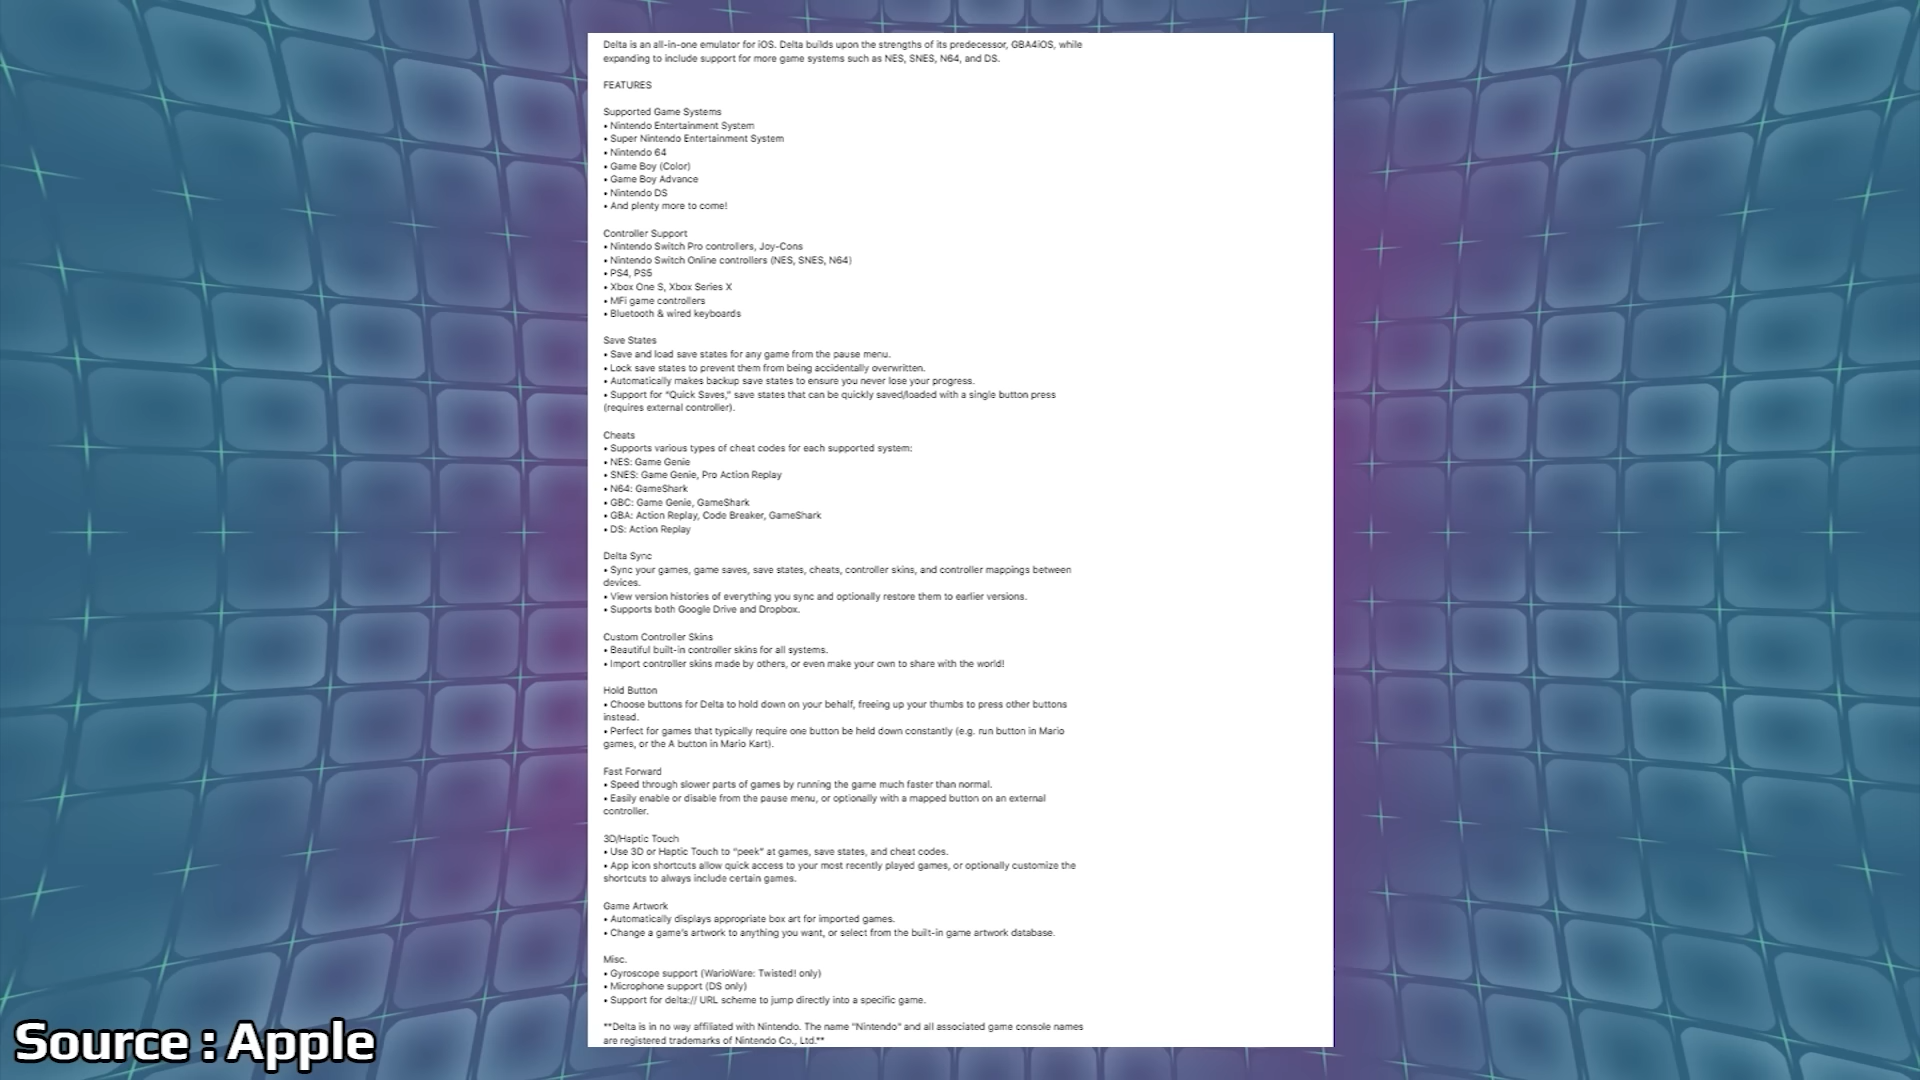 Delta is an all-in-one emulator for iOS. Delta builds upon the strengths of its predecessor, GBA4iOS, while
expanding to include support for more game systems such as NES, SNES, N64, and DS.
FEATURES
Supported Game Systems
• Nintendo Entertainment System
• Super Nintendo Entertainment System
• Nintendo 64
• Game Boy (Color)
• Game Boy Advance
• Nintendo DS
• And plenty more to come!
Controller Support
• Nintendo Switch Pro controllers, Joy-Cons
• Nintendo Switch Online controllers (NES, SNES, N64)
• PS4, PS5
• Xbox One S, Xbox Series X
• MFi game controllers
• Bluetooth & wired keyboards
Save States
• Save and load save states for any game from the pause menu.
• Lock save states to prevent them from being accidentally overwritten.
• Automatically makes backup save states to ensure you never lose your progress.
• Support for “Quick Saves,” save states that can be quickly saved/loaded with a single button press
(requires external controller).
Cheats
• Supports various types of cheat codes for each supported system:
• NES: Game Genie
• SNES: Game Genie, Pro Action Replay
• N64: GameShark
• GBC: Game Genie, GameShark
• GBA: Action Replay, Code Breaker, GameShark
• DS: Action Replay
Delta Sync
• Sync your games, game saves, save states, cheats, controller skins, and controller mappings between
devices.
• View version histories of everything you sync and optionally restore them to earlier versions.
• Supports both Google Drive and Dropbox.
Custom Controller Skins
• Beautiful built-in controller skins for all systems.
• Import controller skins made by others, or even make your own to share with the world!
Hold Button
• Choose buttons for Delta to hold down on your behalf, freeing up your thumbs to press other buttons
instead.
• Perfect for games that typically require one button be held down constantly (e.g. run button in Mario
games, or the A button in Mario Kart).
Fast Forward
• Speed through slower parts of games by running the game much faster than normal.
• Easily enable or disable from the pause menu, or optionally with a mapped button on an external
controller.
3D/Haptic Touch
• Use 3D or Haptic Touch to “peek” at games, save states, and cheat codes.
• App icon shortcuts allow quick access to your most recently played games, or optionally customize the
shortcuts to always include certain games.
Game Artwork
• Automatically displays appropriate box art for imported games.
• Change a game’s artwork to anything you want, or select from the built-in game artwork database.
Misc.
• Gyroscope support (WarioWare: Twisted! only)
• Microphone support (DS only)
• Support for delta:// URL scheme to jump directly into a specific game.
**Delta is in no way affiliated with Nintendo. The name "Nintendo" and all associated game console names
are registered trademarks of Nintendo Co., Ltd.**
Source : Apple